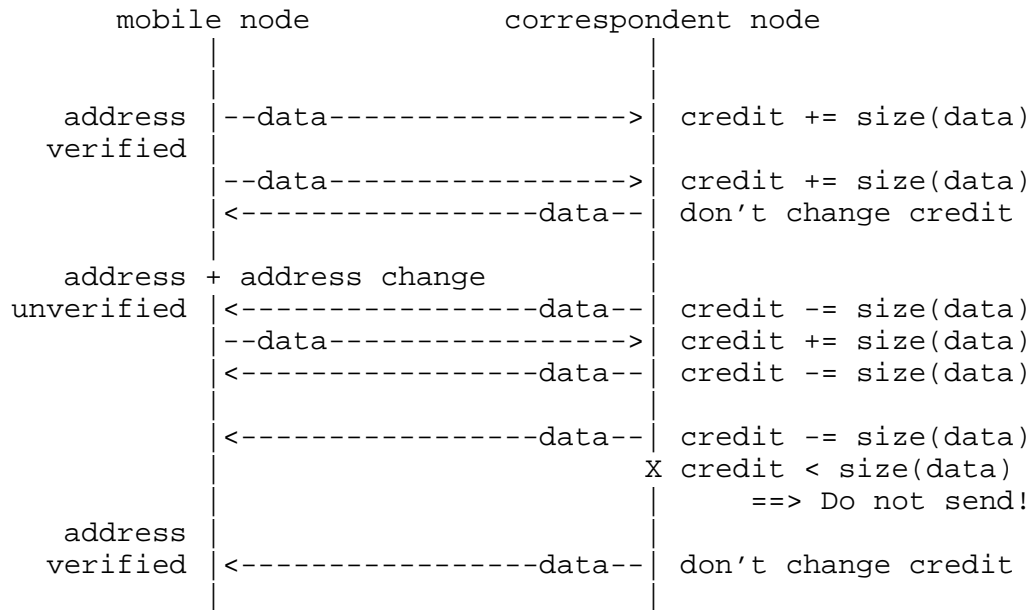 mobile node correspondent node
address |--data----------------->| credit += size(data)
verified
|--data----------------->| credit += size(data)
|<-----------------data--| don't change credit
address + address change
unverified |<-----------------data--| credit -= size(data)
|--data----------------->| credit += size(data)
|<-----------------data--| credit -= size(data)
|<-----------------data--| credit -= size(data)
X credit < size(data)
==> Do not send!
address
verified |<-----------------data--| don't change credit